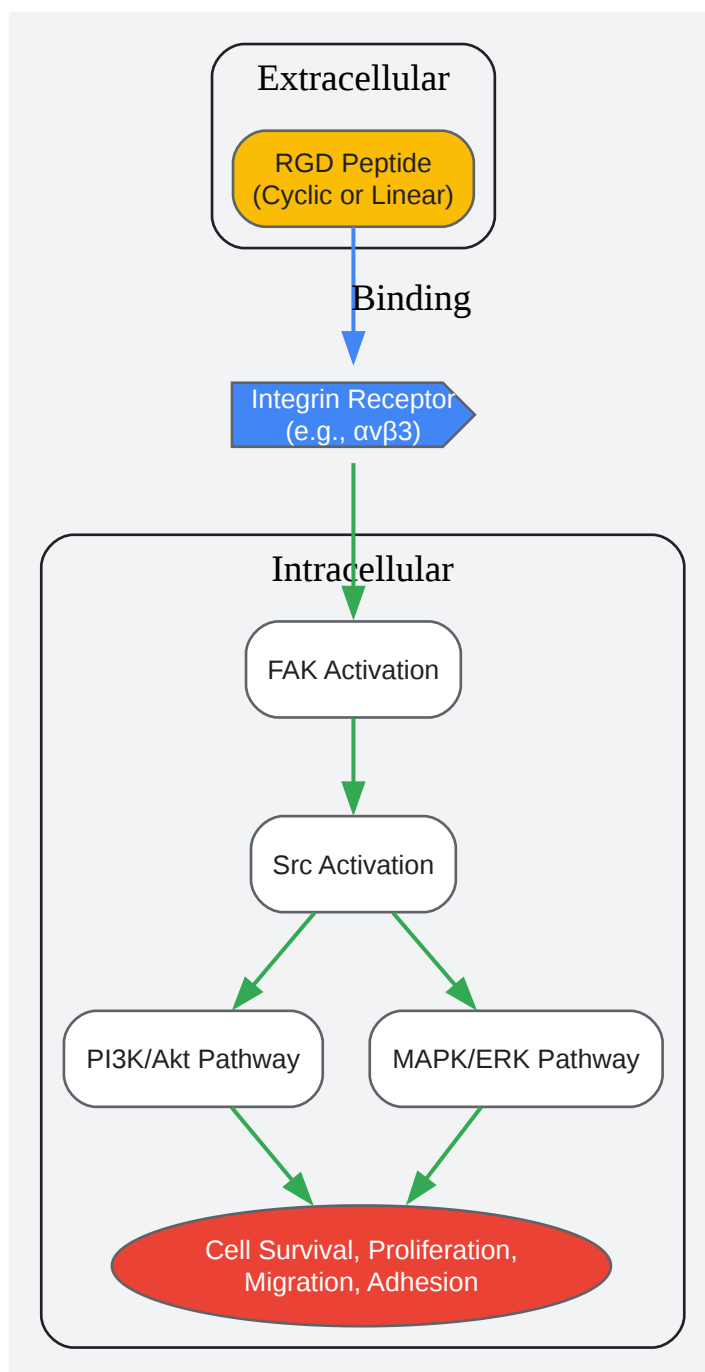 Extracellular
RGD Peptide
(Cyclic or Linear)
Binding
Integrin Receptor
(e.g., αvβ3)
Intracellular
FAK Activation
Src Activation
PI3K/Akt Pathway
MAPK/ERK Pathway
Cell Survival, Proliferation,
Migration, Adhesion